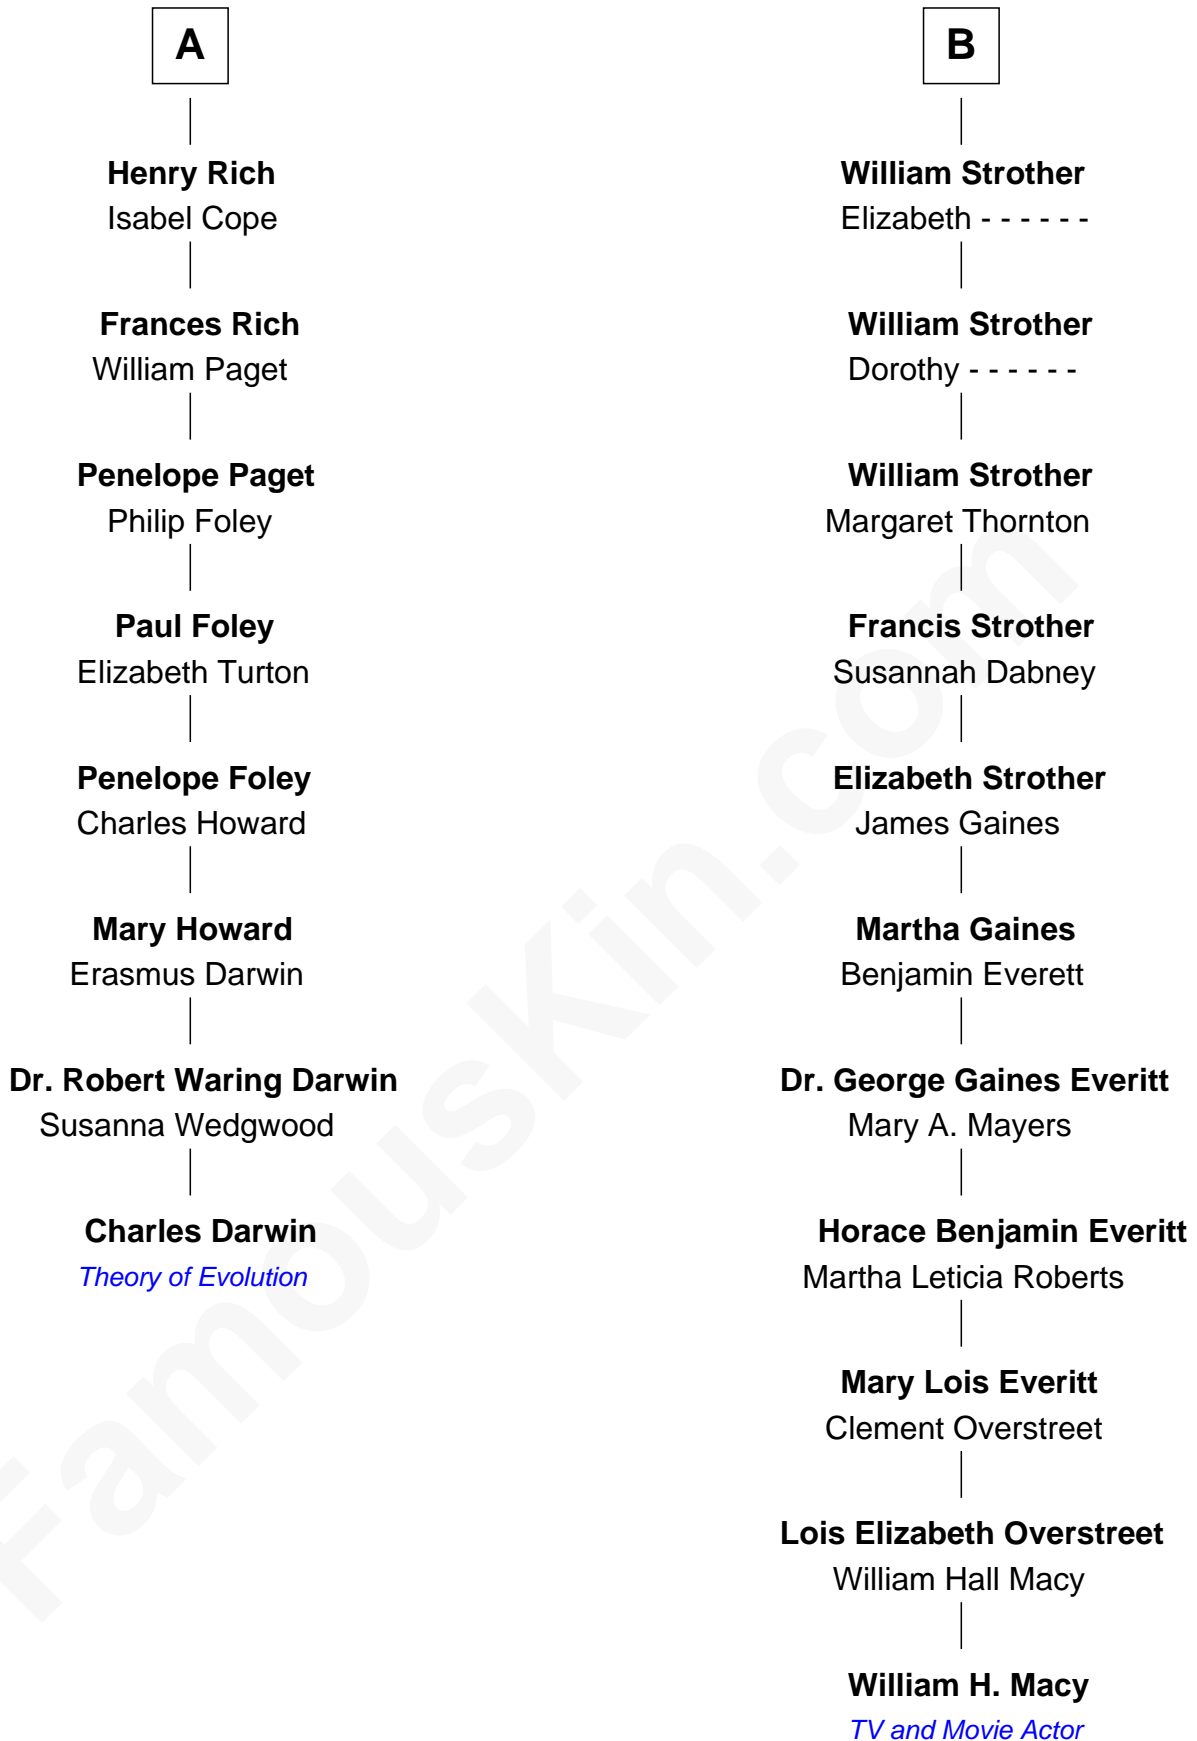 A
Henry Rich
Isabel Cope
Frances Rich
William Paget
Penelope Paget
Philip Foley
Paul Foley
Elizabeth Turton
Penelope Foley
Charles Howard
Mary Howard
Erasmus Darwin
Dr. Robert Waring Darwin
Susanna Wedgwood
Charles Darwin
Theory of Evolution
B
William Strother
Elizabeth - - - - - -
William Strother
Dorothy - - - - - -
William Strother
Margaret Thornton
Francis Strother
Susannah Dabney
Elizabeth Strother
James Gaines
Martha Gaines
Benjamin Everett
Dr. George Gaines Everitt
Mary A. Mayers
Horace Benjamin Everitt
Martha Leticia Roberts
Mary Lois Everitt
Clement Overstreet
Lois Elizabeth Overstreet
William Hall Macy
William H. Macy
TV and Movie Actor
FamousKin.com